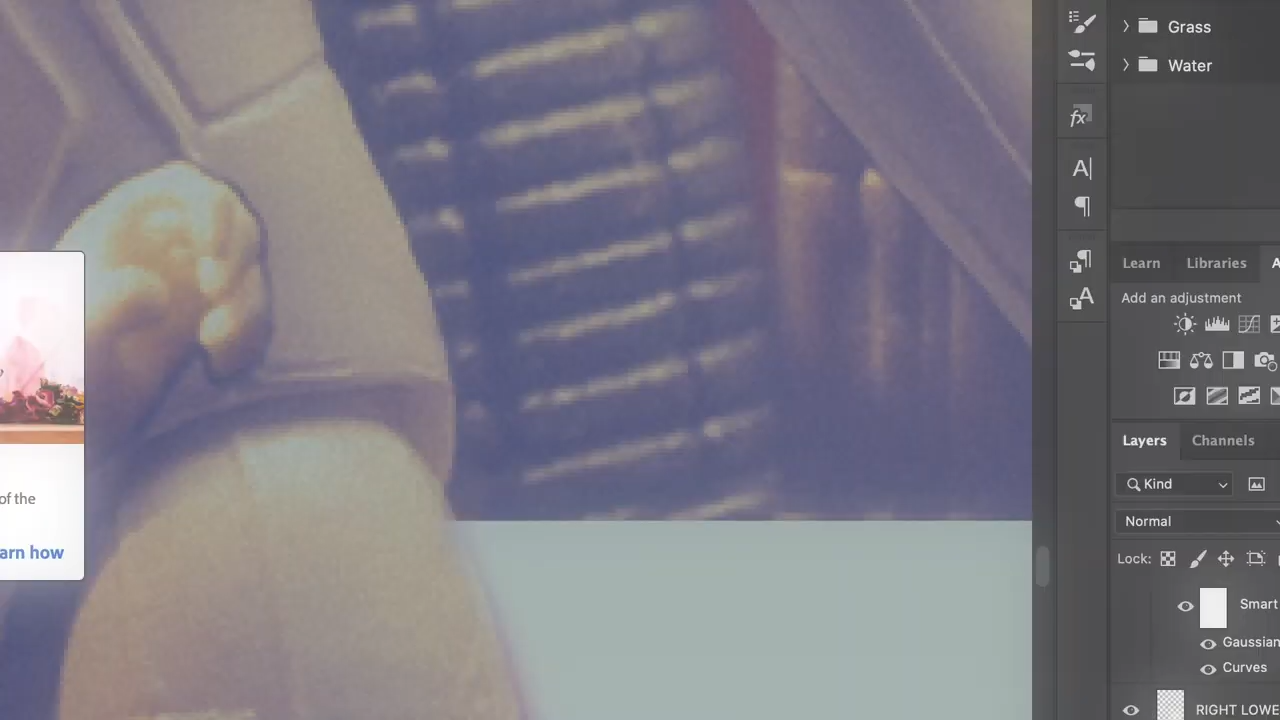 Grass
Water
fx
A
Learn Libraries A
Add an adjustment
of the
arn how
Layers Channels
Kind
Normal
Lock:
Smart
Gaussian
Curves
RIGHT LOWE